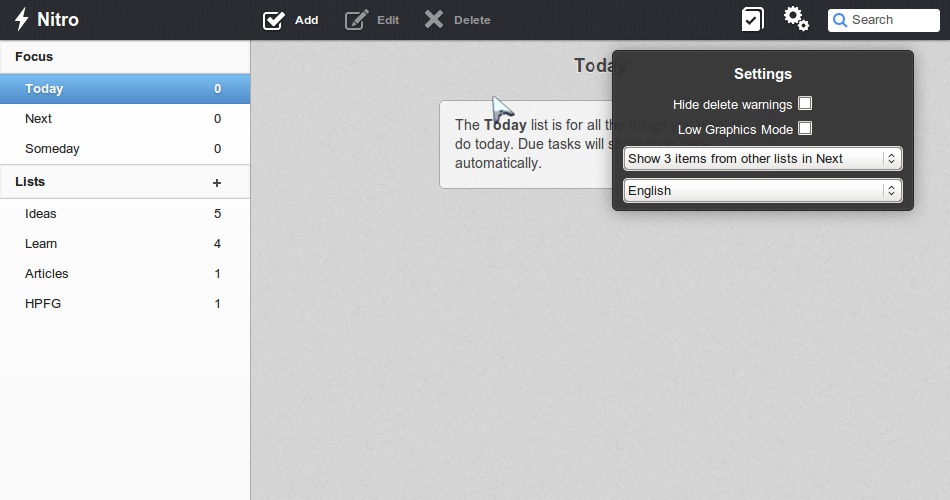 Nitro
Add
Edit
Delete
Search
Focus
Today 0
Next 0
Someday 0
Lists +
Ideas 5
Learn 4
Articles 1
HPFG 1
Today
The Today list is for all the things
do today. Due tasks will
automatically.
Settings
Hide delete warnings
Low Graphics Mode
Show 3 items from other lists in Next
English